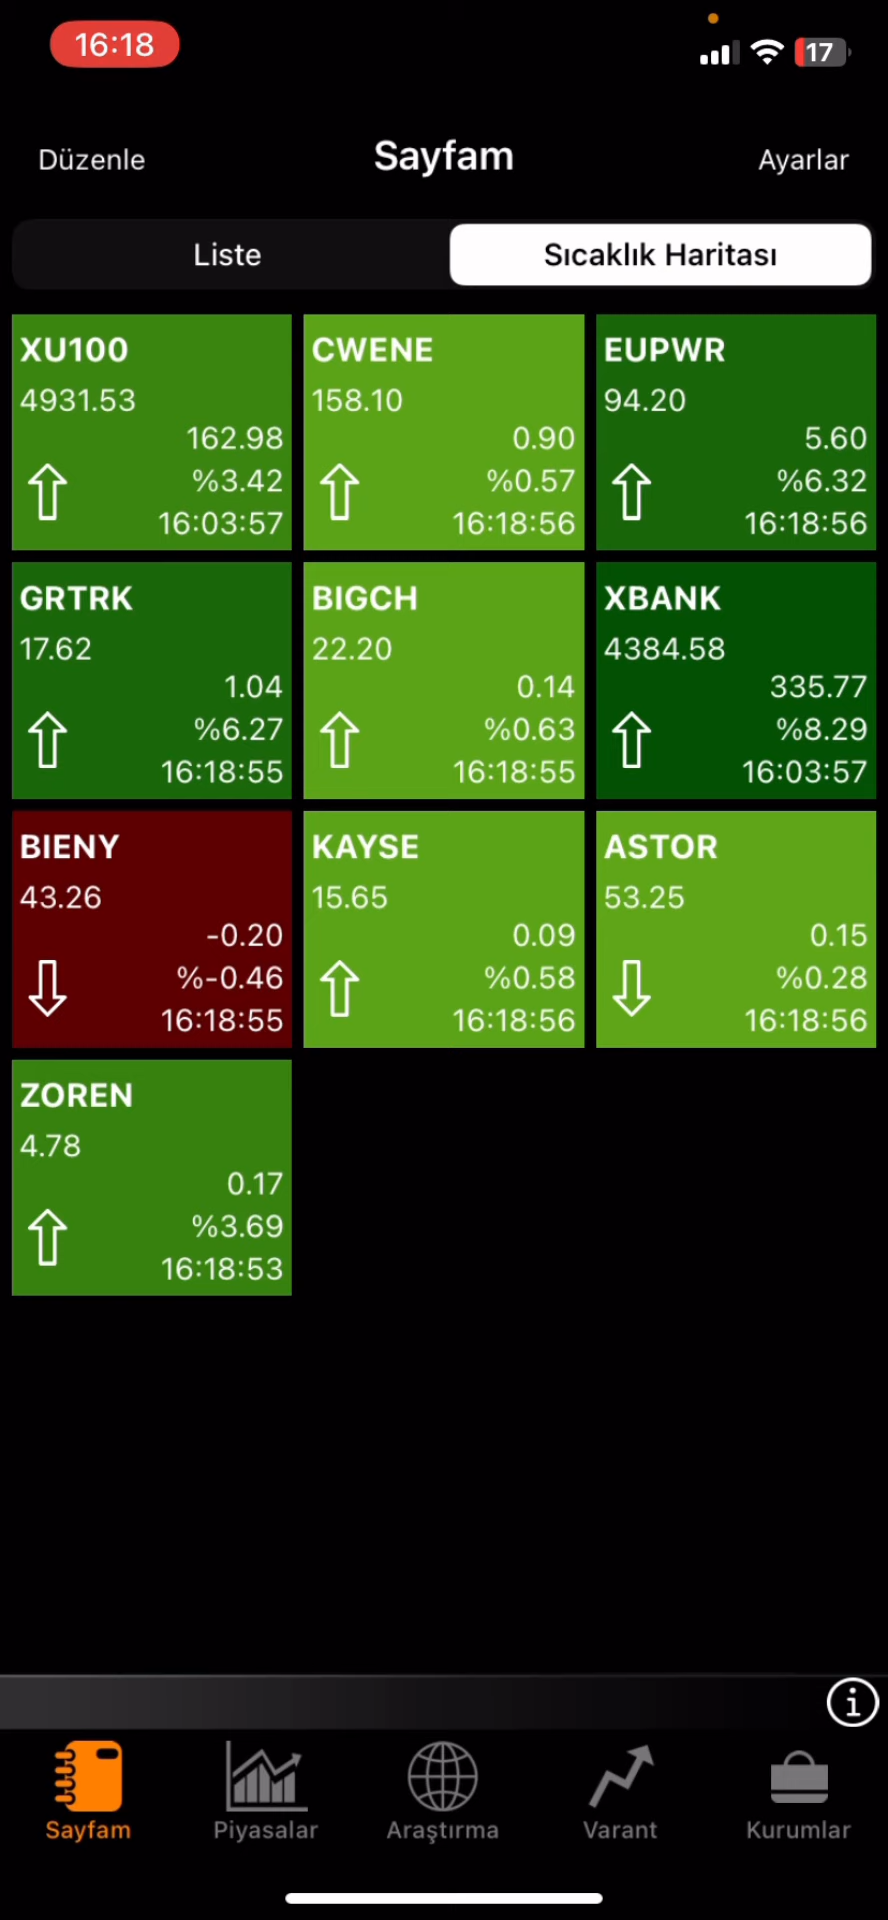 16:18
17
Düzenle
Sayfam
Ayarlar
Liste
Sıcaklık Haritası
XU100
4931.53
162.98
%3.42
16:03:57
CWENE
158.10
0.90
%0.57
16:18:56
EUPWR
94.20
5.60
%6.32
16:18:56
GRTRK
17.62
1.04
%6.27
16:18:55
BIGCH
22.20
0.14
%0.63
16:18:55
XBANK
4384.58
335.77
%8.29
16:03:57
BIENY
43.26
-0.20
%-0.46
16:18:55
KAYSE
15.65
0.09
%0.58
16:18:56
ASTOR
53.25
0.15
%0.28
16:18:56
ZOREN
4.78
0.17
%3.69
16:18:53
Sayfam
Piyasalar
Araştırma
Varant
Kurumlar